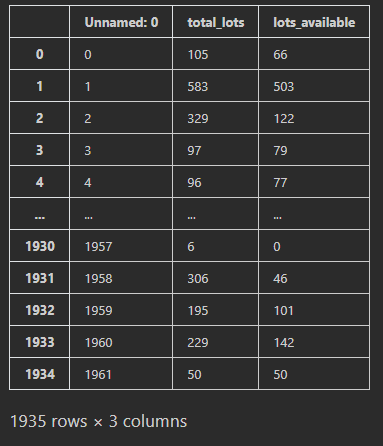 Unnamed: 0 total_lots lots_available
0 0 105 66
1 1 583 503
2 2 329 122
3 3 97 79
4 4 96 77
... ... ... ...
1930 1957 6 0
1931 1958 306 46
1932 1959 195 101
1933 1960 229 142
1934 1961 50 50
1935 rows × 3 columns